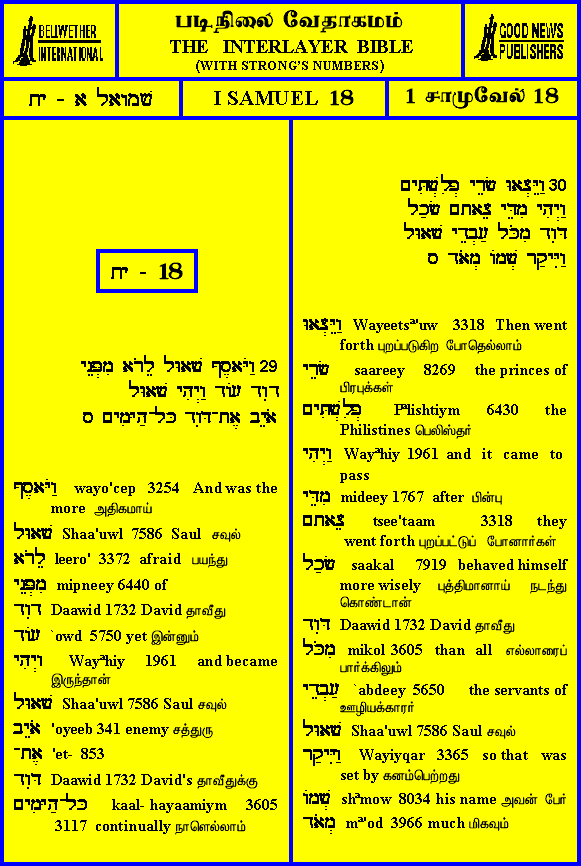 BELLWETHER
INTERNATIONAL
படிநிலை வேதாகமம்
THE INTERLAYER BIBLE
(WITH STRONG'S NUMBERS)
GOOD NEWS
PUBLISHERS
שמואל א - יח
I SAMUEL 18
1 சாமுவேல் 18
יח - 18
29 וַיֹּאסֶף שָׁאוּל לֵרֹא מִפְּנֵי
דָוִד עוֹד וַיְהִי שָׁאוּל
אֹיֵב אֶת־דָּוִד כָּל־הַיָּמִים ס
וַיֹּאסֶף wayo'cep 3254 And was the
more அதிகமாய்
שָׁאוּל Shaa'uwl 7586 Saul சவுல்
לֵרֹא leero' 3372 afraid பயந்து
מִפְּנֵי mipneey 6440 of
דָוִד Daawid 1732 David தாவீது
עוֹד `owd 5750 yet இன்னும்
וַיְהִי Wayªhiy 1961 and became
இருந்தான்
שָׁאוּל Shaa'uwl 7586 Saul சவுல்
אֹיֵב 'oyeeb 341 enemy சத்துரு
אֶת־ 'et- 853
דָּוִד Daawid 1732 David's தாவீதுக்கு
כָּל־הַיָּמִים kaal- hayaamiym 3605
3117 continually நாளெல்லாம்
30 וַיֵּצְאוּ שָׂרֵי פְלִשְׁתִּים
וַיְהִי מִדֵּי צֵאתָם שָׂכַל
דָּוִד מִכֹּל עַבְדֵי שָׁאוּל
וַיִּיקַר שְׁמוֹ מְאֹד ס
וַיֵּצְאוּ Wayeetsª'uw 3318 Then went
forth புறப்படுகிற போதெல்லாம்
שָׂרֵי saareey 8269 the princes of
பிரபுக்கள்
פְלִשְׁתִּים Pªlishtiym 6430 the
Philistines பெலிஸ்தர்
וַיְהִי Wayªhiy 1961 and it came to
pass
מִדֵּי mideey 1767 after பின்பு
צֵאתָם tsee'taam 3318 they
went forth புறப்பட்டுப் போனார்கள்
שָׂכַל saakal 7919 behaved himself
more wisely புத்திமானாய் நடந்து
கொண்டான்
דָּוִד Daawid 1732 David தாவீது
מִכֹּל mikol 3605 than all எல்லாரைப்
பார்க்கிலும்
עַבְדֵי `abdeey 5650 the servants of
ஊழியக்காரர்
שָׁאוּל Shaa'uwl 7586 Saul சவுல்
וַיִּיקַר Wayiyqar 3365 so that was
set by கனம்பெற்றது
שְׁמוֹ shªmow 8034 his name அவன் பேர்
מְאֹד mª'od 3966 much மிகவும்